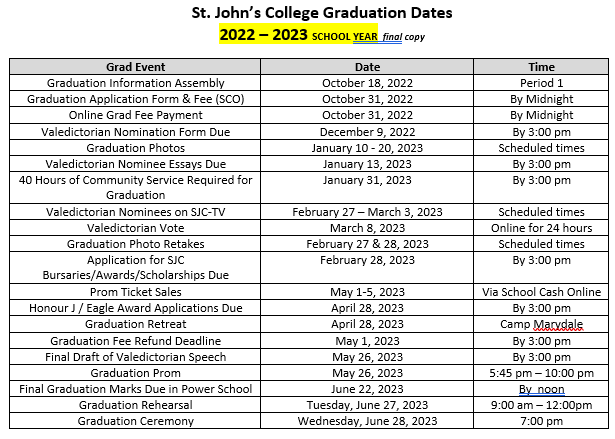 St. John's College Graduation Dates
2022 – 2023 SCHOOL YEAR final copy
Grad Event Date Time
Graduation Information Assembly October 18, 2022 Period 1
Graduation Application Form & Fee (SCO) October 31, 2022 By Midnight
Online Grad Fee Payment October 31, 2022 By Midnight
Valedictorian Nomination Form Due December 9, 2022 By 3:00 pm
Graduation Photos January 10 - 20, 2023 Scheduled times
Valedictorian Nominee Essays Due January 13, 2023 By 3:00 pm
40 Hours of Community Service Required for January 31, 2023 By 3:00 pm
Graduation
Valedictorian Nominees on SJC-TV February 27 – March 3, 2023 Scheduled times
Valedictorian Vote March 8, 2023 Online for 24 hours
Graduation Photo Retakes February 27 & 28, 2023 Scheduled times
Application for SJC February 28, 2023 By 3:00 pm
Bursaries/Awards/Scholarships Due
Prom Ticket Sales May 1-5, 2023 Via School Cash Online
Honour J / Eagle Award Applications Due April 28, 2023 By 3:00 pm
Graduation Retreat April 28, 2023 Camp Marydale
Graduation Fee Refund Deadline May 1, 2023 By 3:00 pm
Final Draft of Valedictorian Speech May 26, 2023 By 3:00 pm
Graduation Prom May 26, 2023 5:45 pm – 10:00 pm
Final Graduation Marks Due in Power School June 22, 2023 By noon
Graduation Rehearsal Tuesday, June 27, 2023 9:00 am – 12:00pm
Graduation Ceremony Wednesday, June 28, 2023 7:00 pm